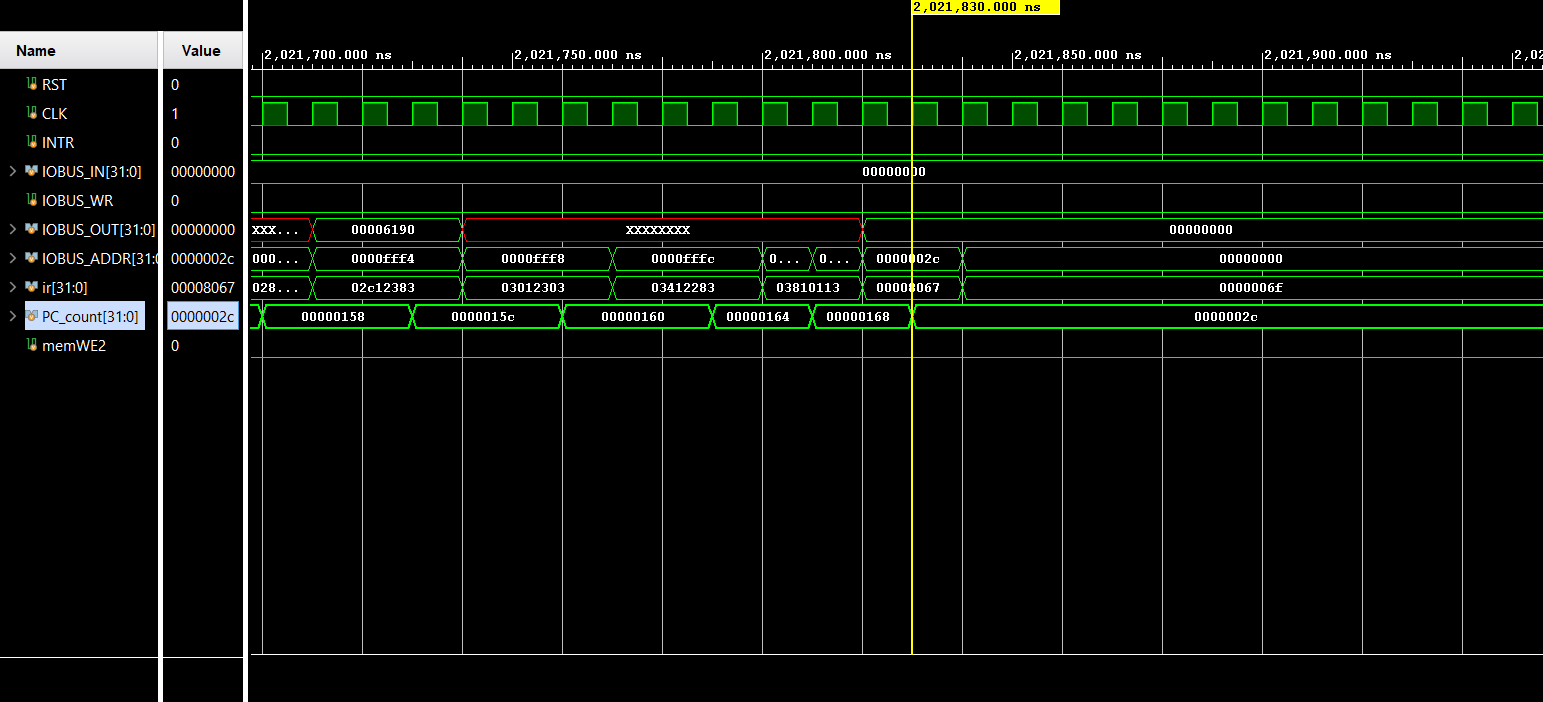 2,021,830.000 ns
Name Value
2,021,700.000 ns 2,021,750.000 ns 2,021,800.000 ns 2,021,850.000 ns 2,021,900.000 ns 2,02
RST 0
CLK 1
INTR 0
IOBUS_IN[31:0] 00000000 00000000
IOBUS_WR 0
IOBUS_OUT[31:0] 00000000 XXX... 00006190 XXXXXXXX 00000000
IOBUS_ADDR[31:0 0000002c 000... 0000fff4 0000fff8 0000fffc 0... 0... 0000002c 00000000
ir[31:0] 00008067 028... 02c12383 03012303 03412283 03810113 00008067 0000006f
PC_count[31:0] 0000002c 00000158 0000015c 00000160 00000164 00000168 0000002c
memWE2 0